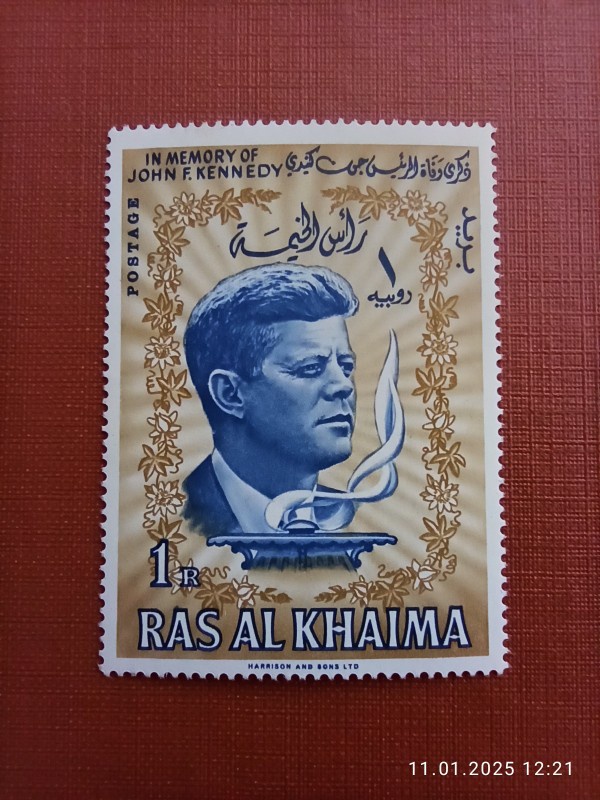 IN MEMORY OF
JOHN F. KENNEDY
ذكرى وفاة الرئيس جون كنيدي
POSTAGE
بريد
رأس الخيمة
١
روبيه
1 R
RAS AL KHAIMA
HARRISON AND SONS LTD
11.01.2025 12:21